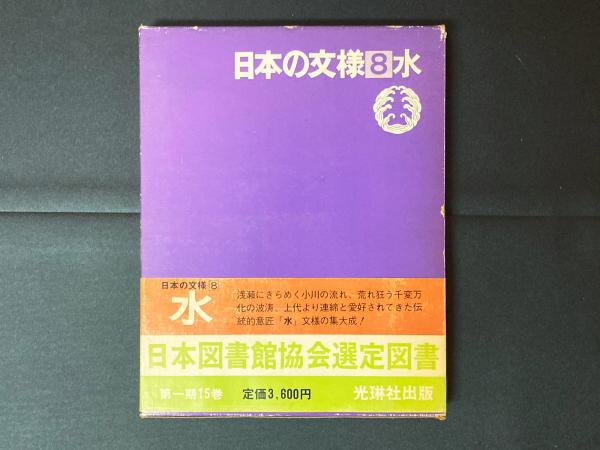 日本の文様8水
日本の文様8
水
浅瀬にきらめく小川の流れ、荒れ狂う千変万
化の波涛、上代より連綿と愛好されてきた伝
統的意匠「水」文様の集大成!
日本図書館協会選定図書
第一期15巻 定価3,600円 光琳社出版